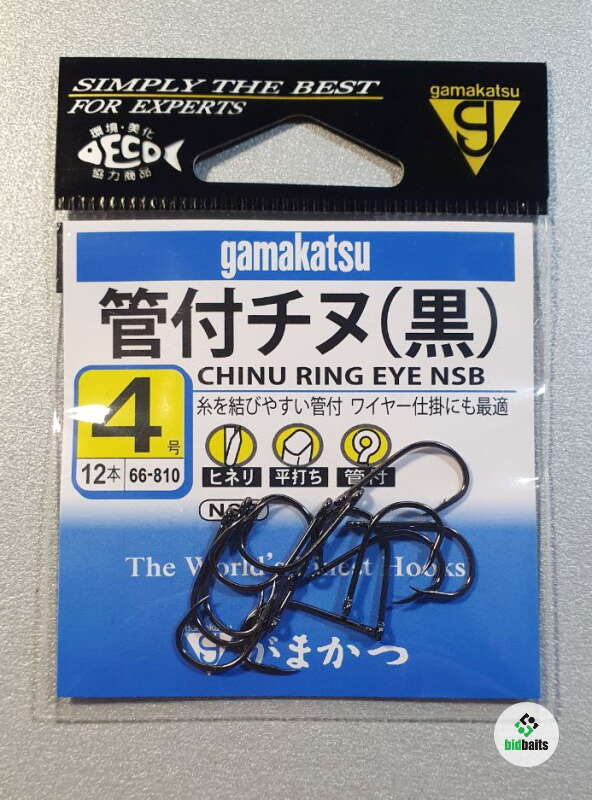 SIMPLY THE BEST
FOR EXPERTS
環境・美化
ECO
協力商品
gamakatsu
g
gamakatsu
管付チヌ(黒)
CHINU RING EYE NSB
糸を結びやすい管付 ワイヤー仕掛にも最適
4号
12本 66-810
ヒネリ 平打ち 管付
The World's Finest Hooks
がまかつ
bidbaits